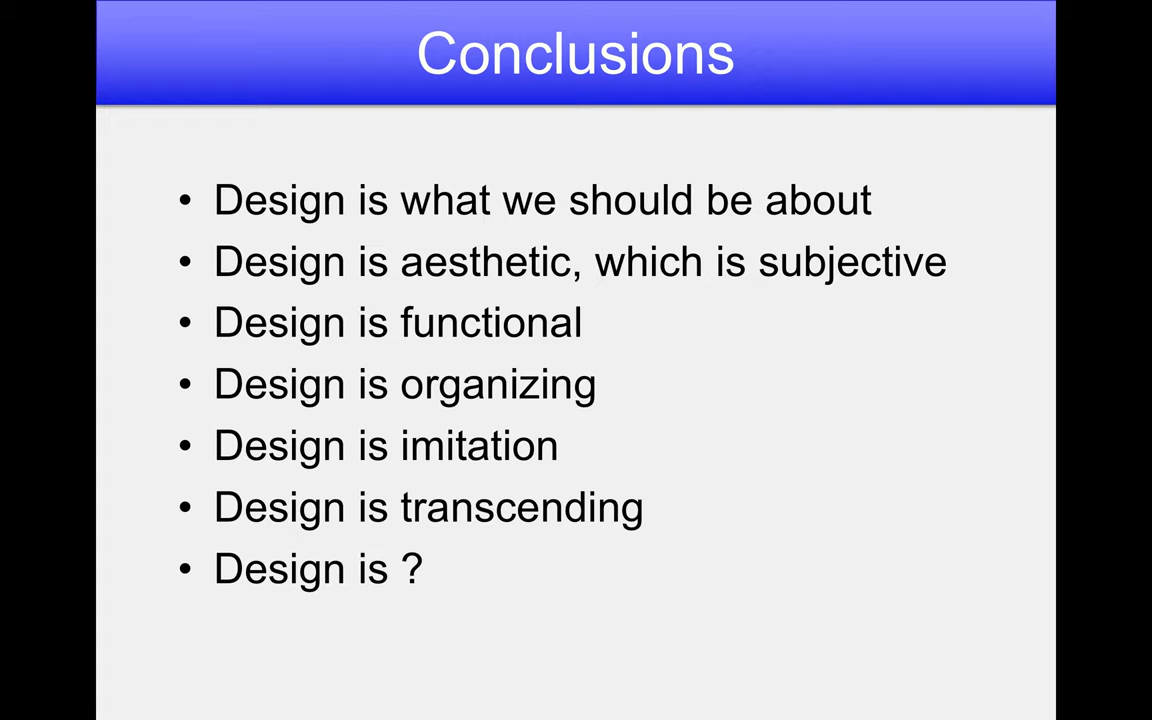 Conclusions
• Design is what we should be about
• Design is aesthetic, which is subjective
• Design is functional
• Design is organizing
• Design is imitation
• Design is transcending
• Design is ?